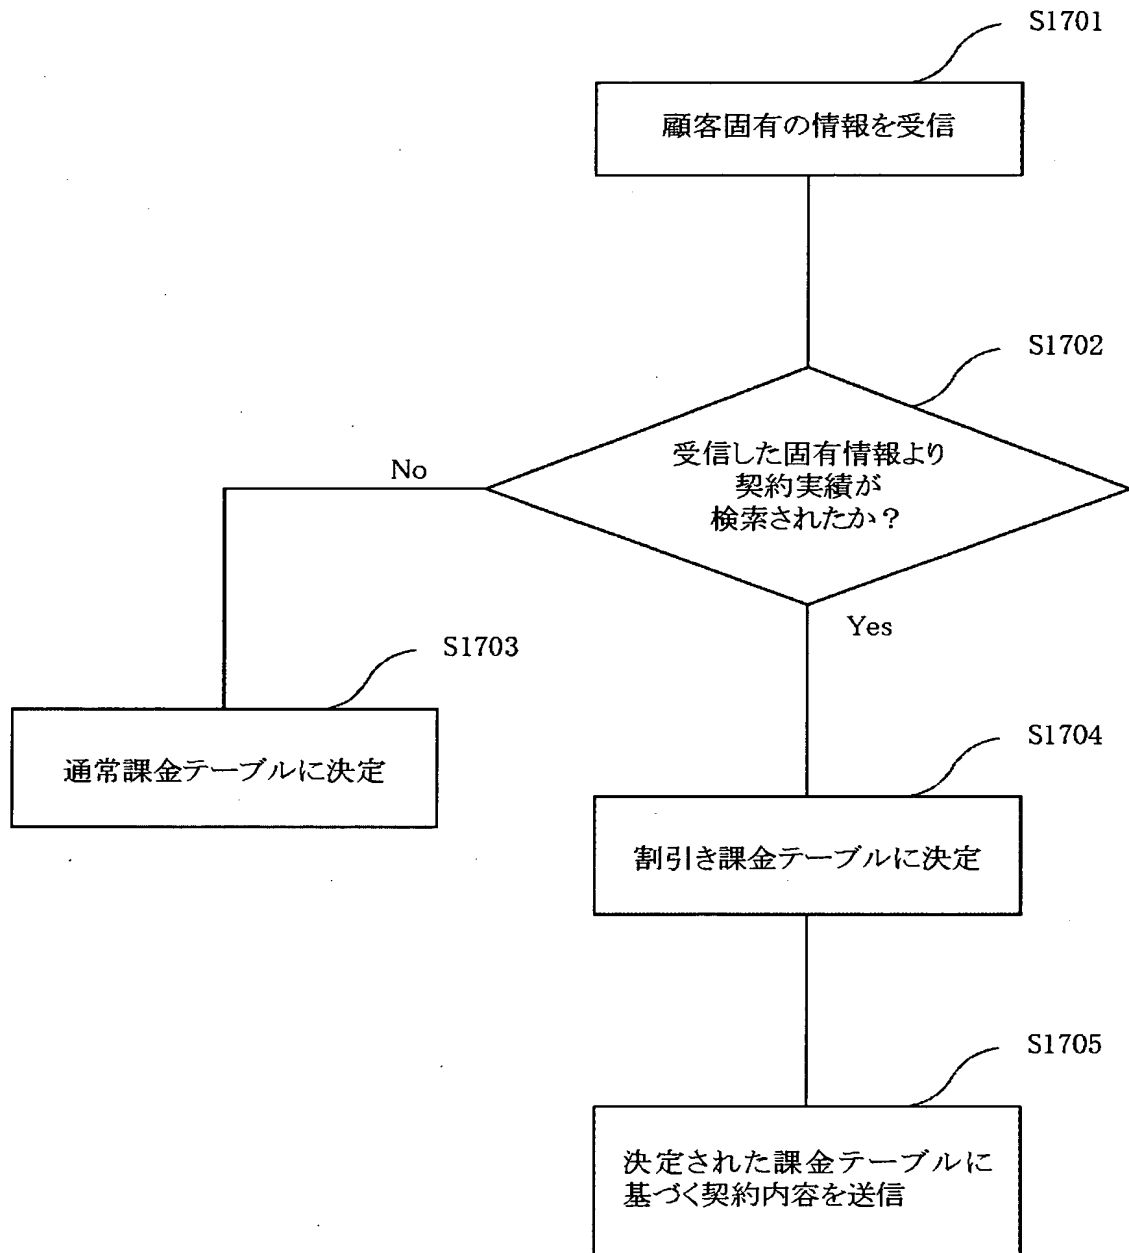 S1701
顧客固有の情報を受信
S1702
受信した固有情報より
契約実績が
検索されたか？
No
Yes
S1703
通常課金テーブルに決定
S1704
割引き課金テーブルに決定
S1705
決定された課金テーブルに
基づく契約内容を送信